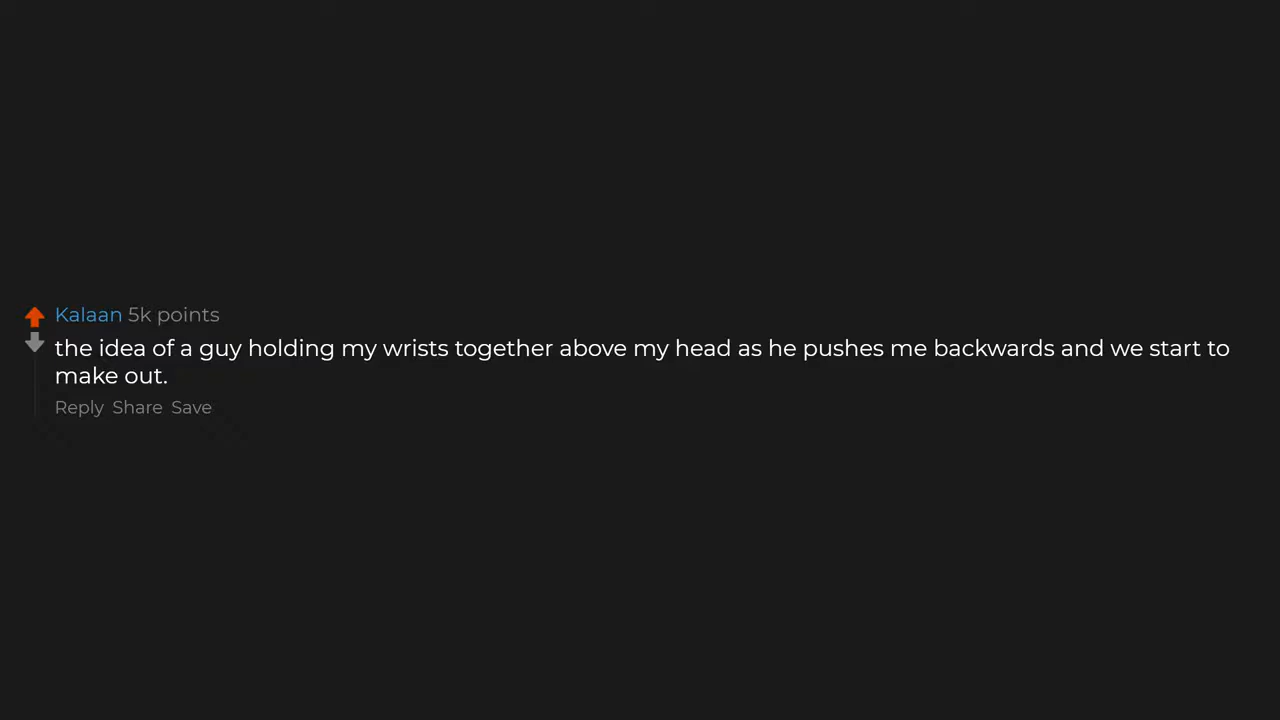 Kalaan 5k points
the idea of a guy holding my wrists together above my head as he pushes me backwards and we start to
make out.
Reply Share Save